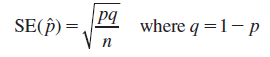 SE(p̂) = √(pq/n) where q = 1 − p